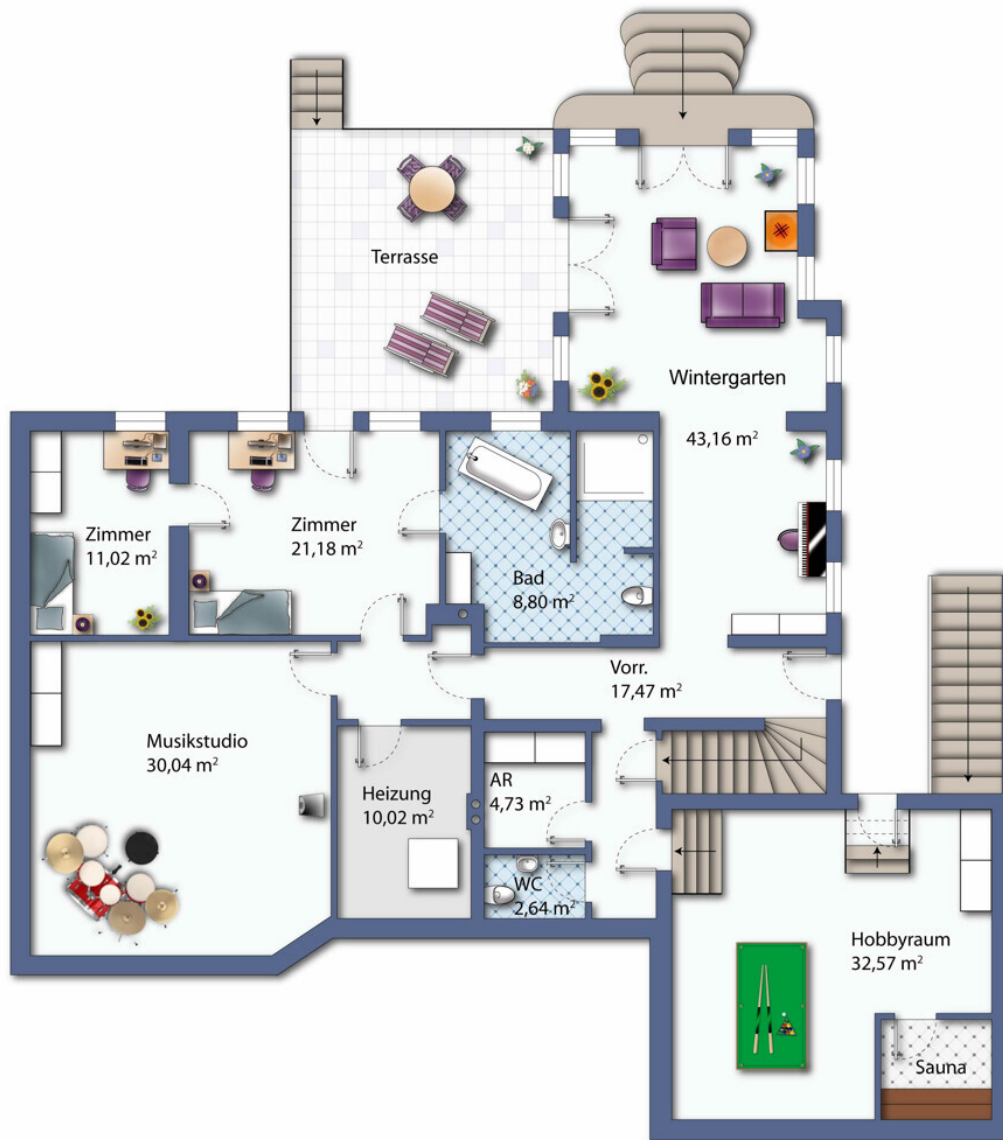 Terrasse
Wintergarten
43,16 m²
Zimmer
11,02 m²
Zimmer
21,18 m²
Bad
8,80 m²
Vorr.
17,47 m²
Musikstudio
30,04 m²
Heizung
10,02 m²
AR
4,73 m²
WC
2,64 m²
Hobbyraum
32,57 m²
Sauna